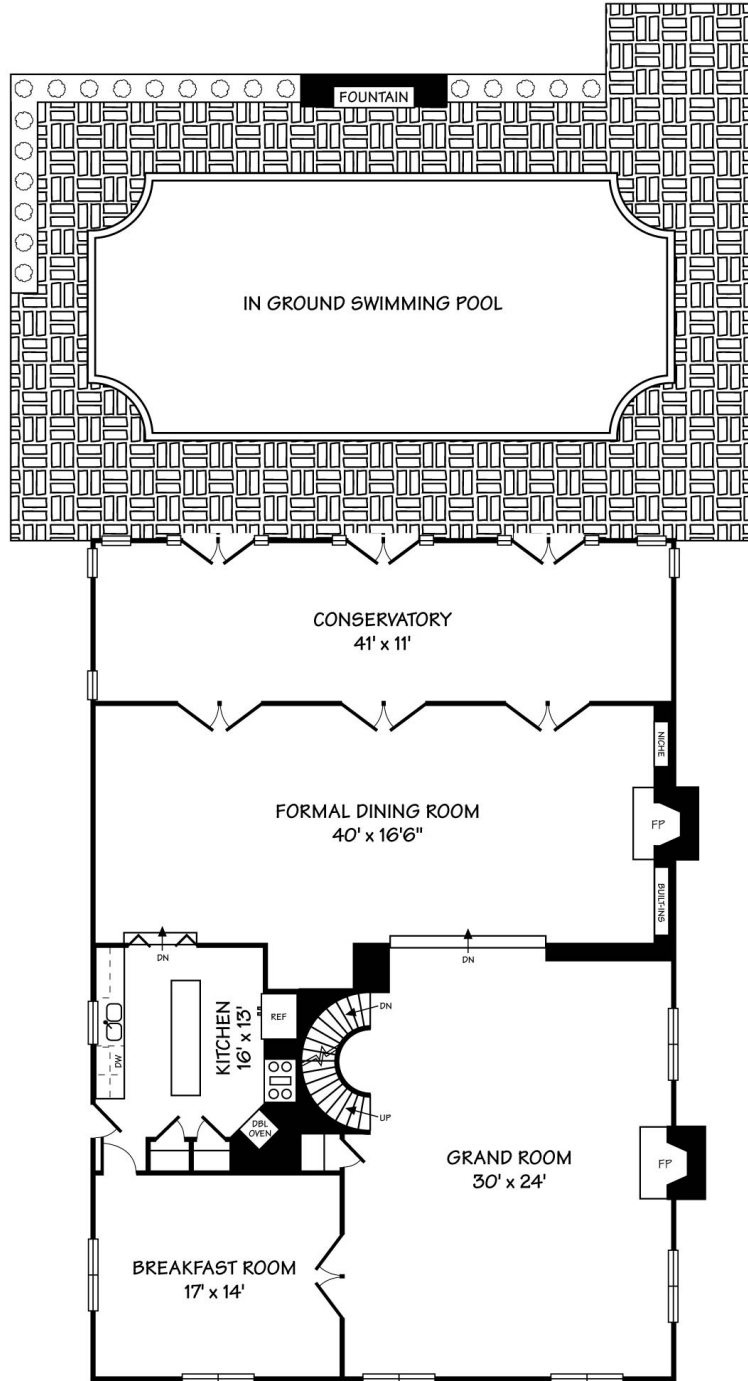 FOUNTAIN
IN GROUND SWIMMING POOL
CONSERVATORY
41' x 11'
NICHE
FORMAL DINING ROOM
40' x 16'6"
FP
BUILT-INS
DN
DN
KITCHEN
16' x 13'
REF
DN
DW
UP
DBL
OVEN
GRAND ROOM
30' x 24'
FP
BREAKFAST ROOM
17' x 14'